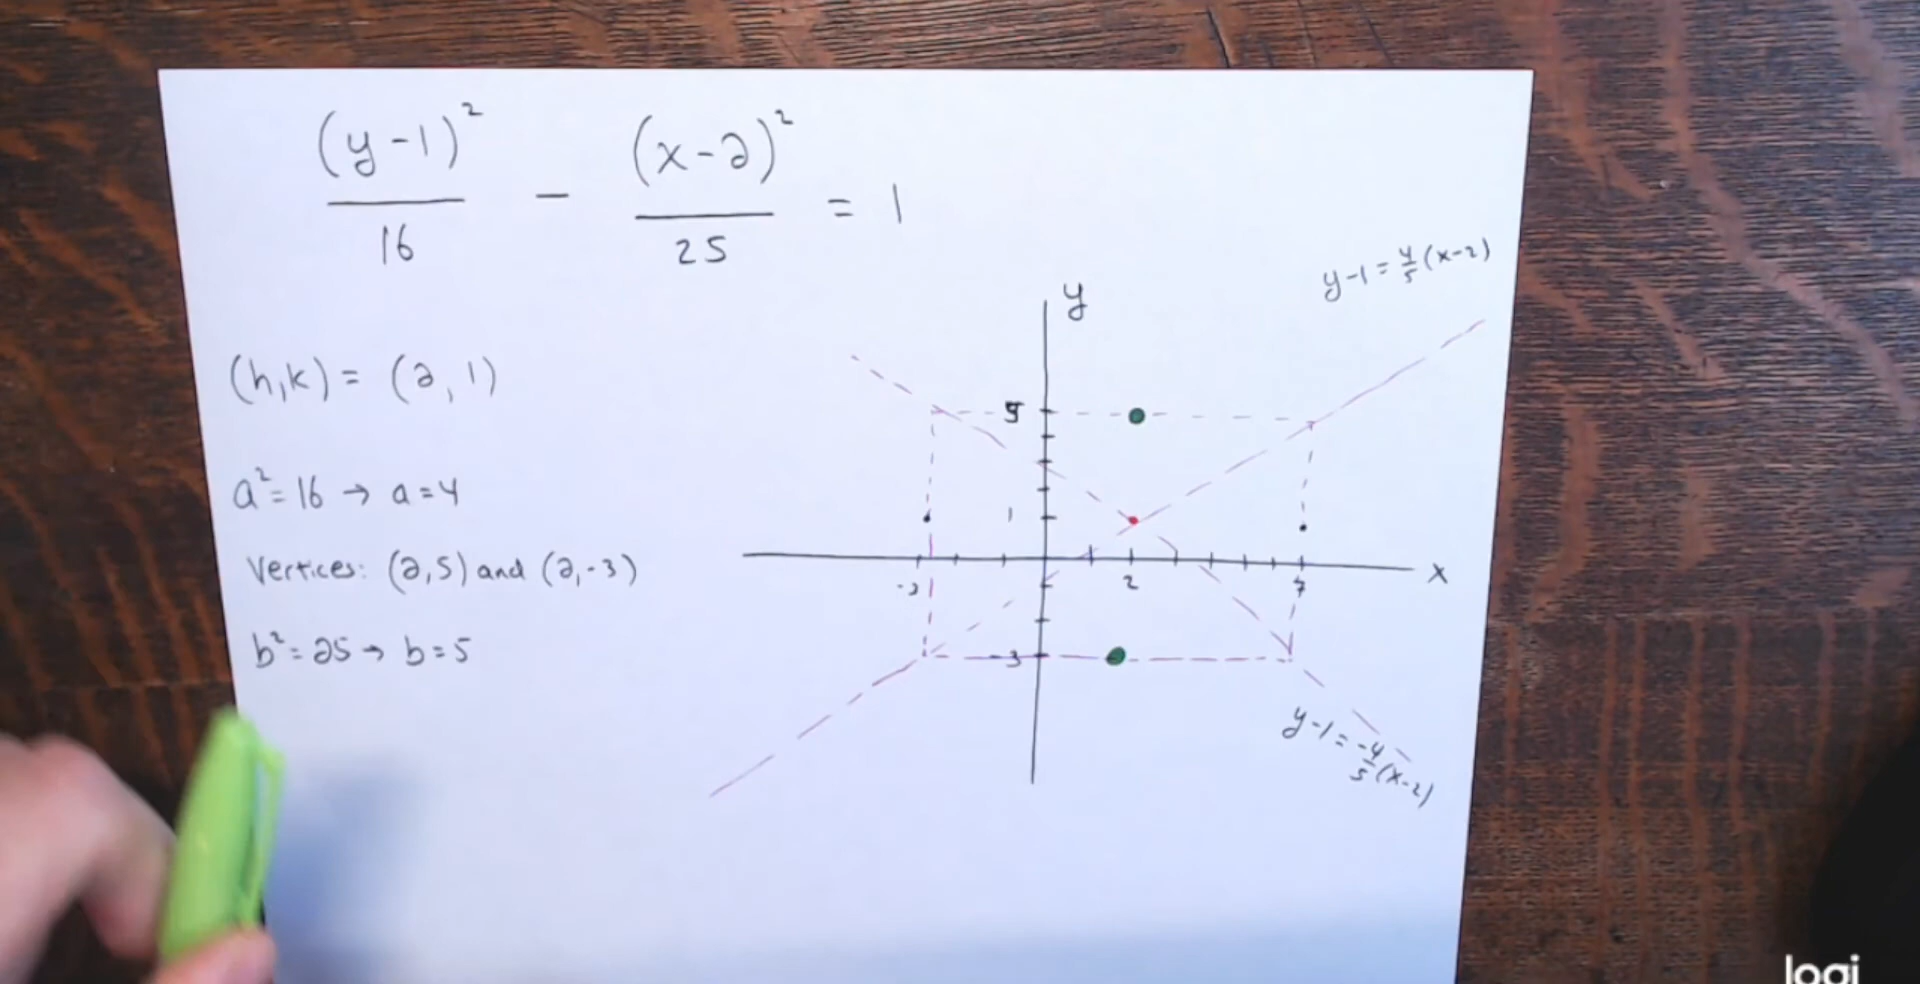 (y-1)² / 16 - (x-2)² / 25 = 1
(h,k) = (2,1)
a²=16 → a=4
Vertices: (2,5) and (2,-3)
b²=25 → b=5
y-1=4/5(x-2)
y
5
1
x
-3
2
7
-3
y-1=-4/5(x-2)
logi